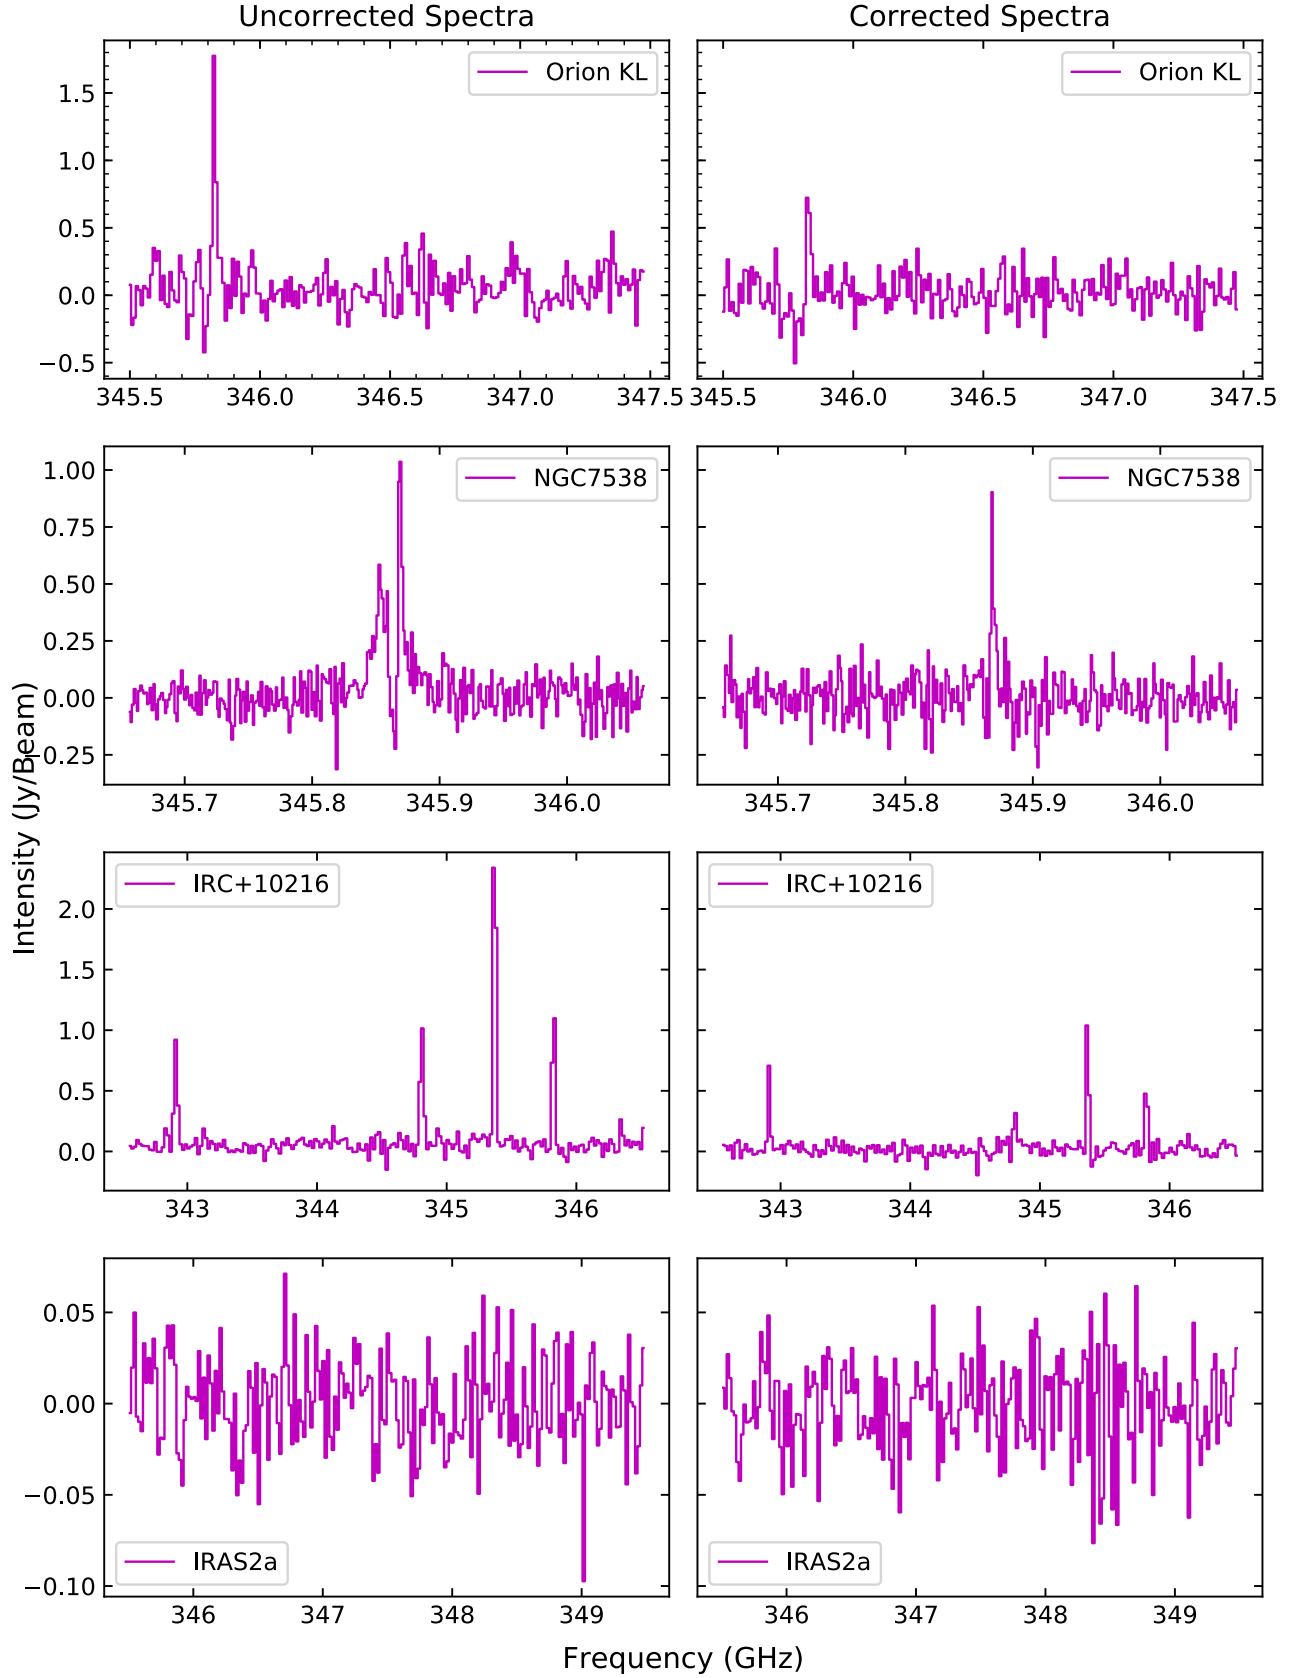 Uncorrected Spectra
Corrected Spectra
Orion KL
1.5
1.0
0.5
0.0
−0.5
345.5 346.0 346.5 347.0 347.5
Orion KL
345.5 346.0 346.5 347.0 347.5
NGC7538
1.00
0.75
0.50
0.25
0.00
−0.25
345.7 345.8 345.9 346.0
NGC7538
345.7 345.8 345.9 346.0
Intensity (Jy/Beam)
IRC+10216
2.0
1.5
1.0
0.5
0.0
343 344 345 346
IRC+10216
343 344 345 346
0.05
0.00
−0.05
−0.10
IRAS2a
346 347 348 349
IRAS2a
346 347 348 349
Frequency (GHz)